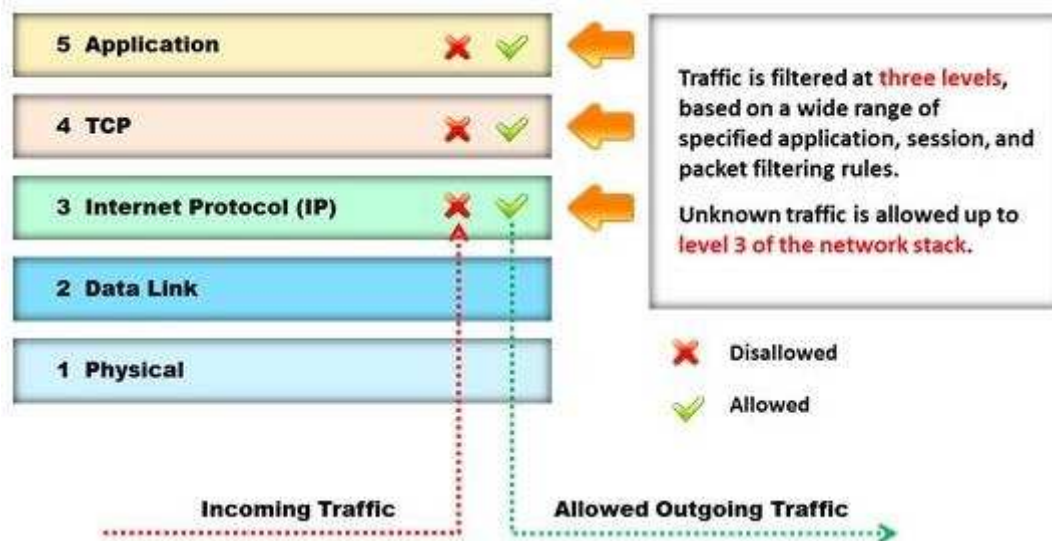 5 Application
4 TCP
3 Internet Protocol (IP)
2 Data Link
1 Physical
Traffic is filtered at three levels,
based on a wide range of
specified application, session, and
packet filtering rules.
Unknown traffic is allowed up to
level 3 of the network stack.
Disallowed
Allowed
Incoming Traffic
Allowed Outgoing Traffic